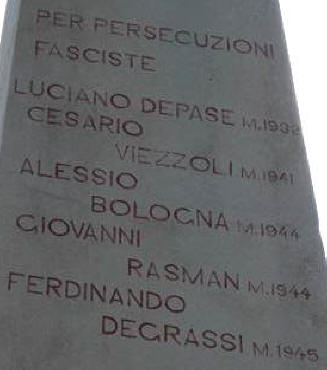 PER PERSECUZIONI
FASCISTE
LUCIANO DEPASE M.1932
CESARIO
VIEZZOLI M.1941
ALESSIO
BOLOGNA M.1944
GIOVANNI
RASMAN M.1944
FERDINANDO
DEGRASSI M.1945